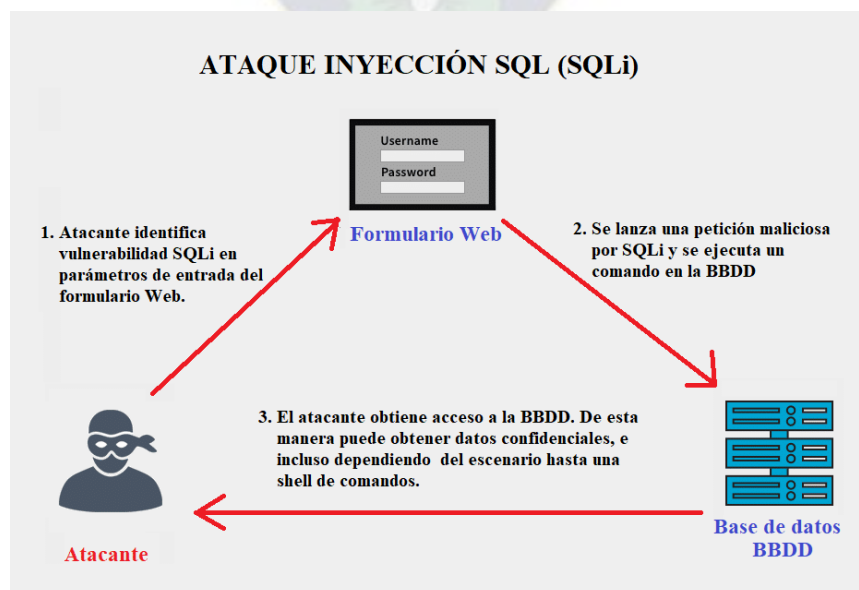 ATAQUE INYECCIÓN SQL (SQLi)
Username
Password
Formulario Web
1. Atacante identifica
vulnerabilidad SQLi en
parámetros de entrada del
formulario Web.
2. Se lanza una petición maliciosa
por SQLi y se ejecuta un
comando en la BBDD
3. El atacante obtiene acceso a la BBDD. De esta
manera puede obtener datos confidenciales, e
incluso dependiendo del escenario hasta una
shell de comandos.
Atacante
Base de datos
BBDD